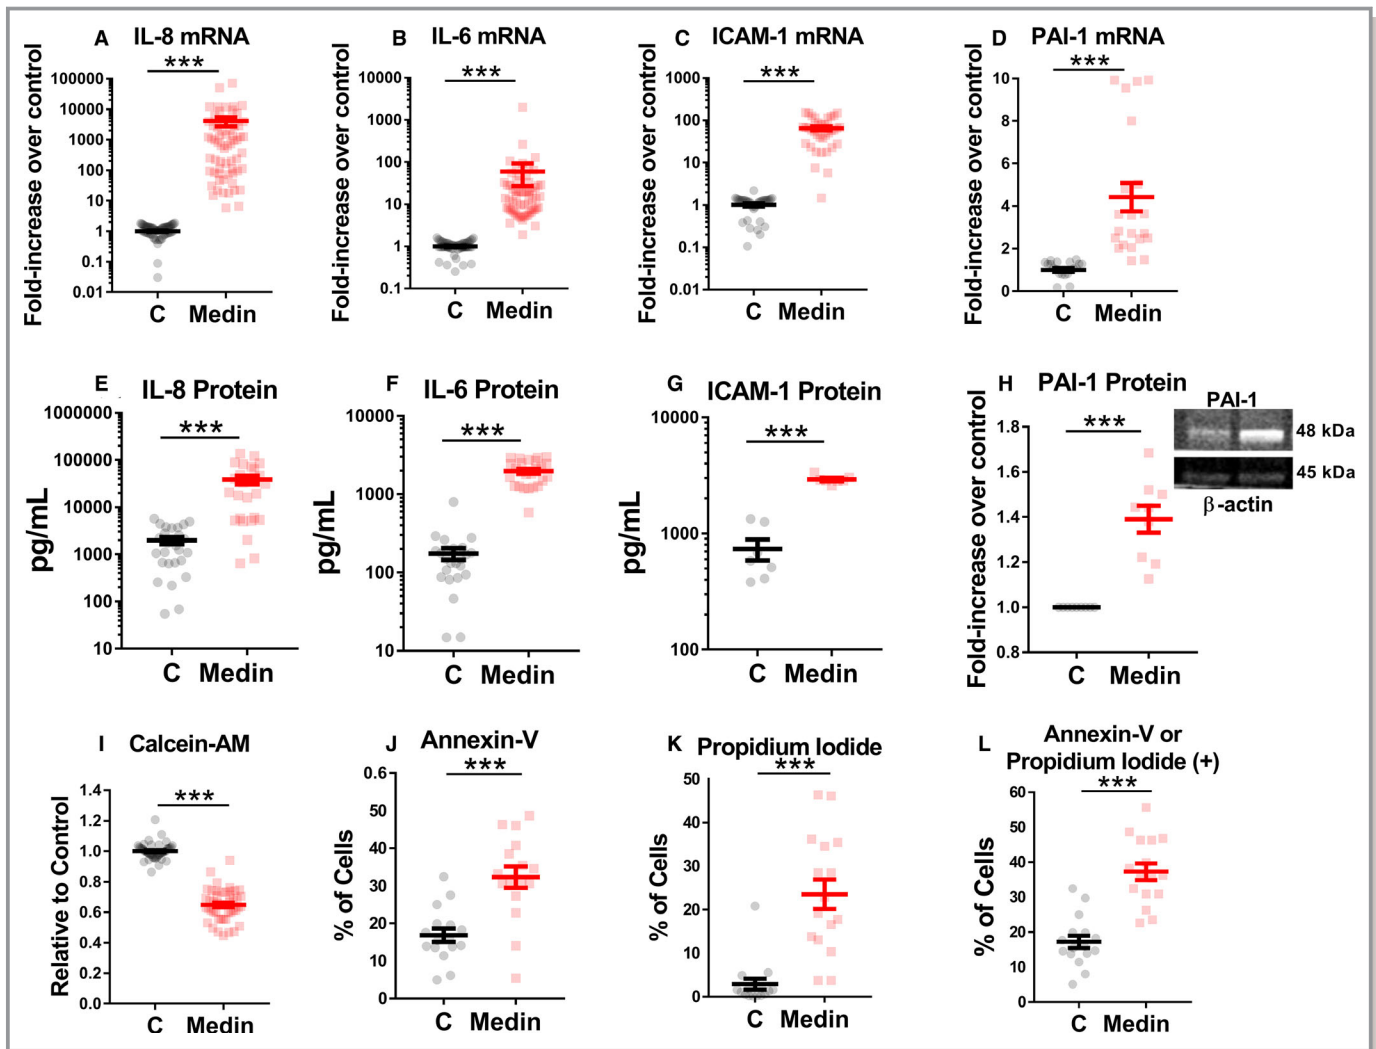 A IL-8 mRNA
***
Fold-increase over control
100000
10000
1000
100
10
1
0.1
0.01
C Medin
B IL-6 mRNA
***
Fold-increase over control
10000
1000
100
10
1
0.1
C Medin
C ICAM-1 mRNA
***
Fold-increase over control
1000
100
10
1
0.1
0.01
C Medin
D PAI-1 mRNA
***
Fold-increase over control
10
8
6
4
2
0
C Medin
E IL-8 Protein
***
pg/mL
1000000
100000
10000
1000
100
10
C Medin
F IL-6 Protein
***
pg/mL
10000
1000
100
10
C Medin
G ICAM-1 Protein
***
pg/mL
10000
1000
100
C Medin
H PAI-1 Protein
***
Fold-increase over control
1.8
1.6
1.4
1.2
1.0
0.8
C Medin
PAI-1
48 kDa
45 kDa
β-actin
I Calcein-AM
***
Relative to Control
1.4
1.2
1.0
0.8
0.6
0.4
0.2
0.0
C Medin
J Annexin-V
***
% of Cells
0.6
50
40
30
20
10
0
C Medin
K Propidium Iodide
***
% of Cells
50
40
30
20
10
0
C Medin
L Annexin-V or
Propidium Iodide (+)
***
% of Cells
60
50
40
30
20
10
0
C Medin